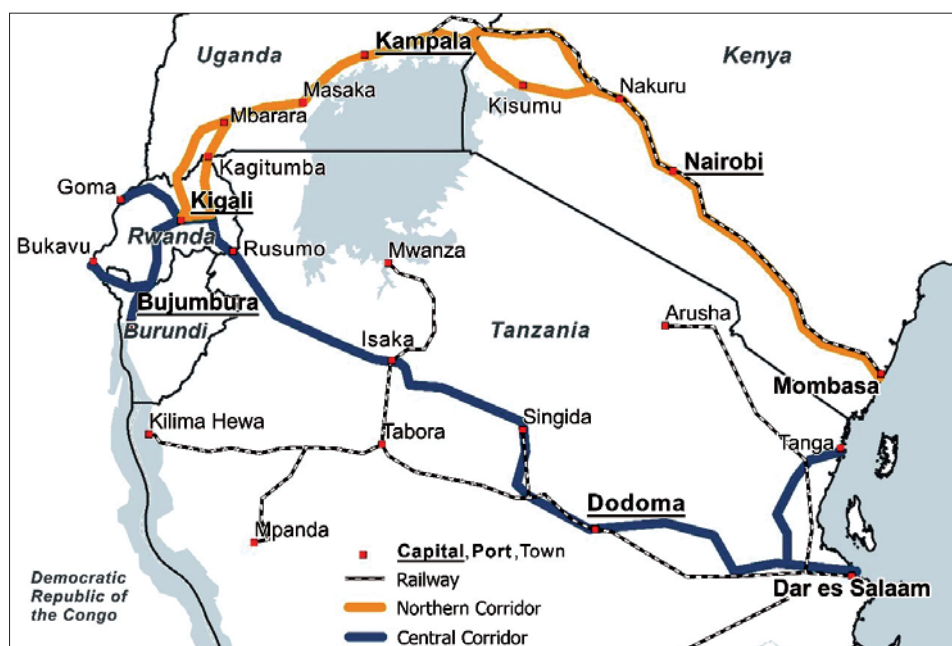 Uganda
Kampala
Kenya
Masaka
Mbarara
Kisumu
Nakuru
Kagitumba
Nairobi
Goma
Kigali
Rwanda
Bukavu
Rusumo
Mwanza
Bujumbura
Burundi
Tanzania
Arusha
Isaka
Mombasa
Kilima Hewa
Tabora
Singida
Tanga
Dodoma
Mpanda
Capital, Port, Town
Railway
Northern Corridor
Central Corridor
Democratic
Republic of
the Congo
Dar es Salaam